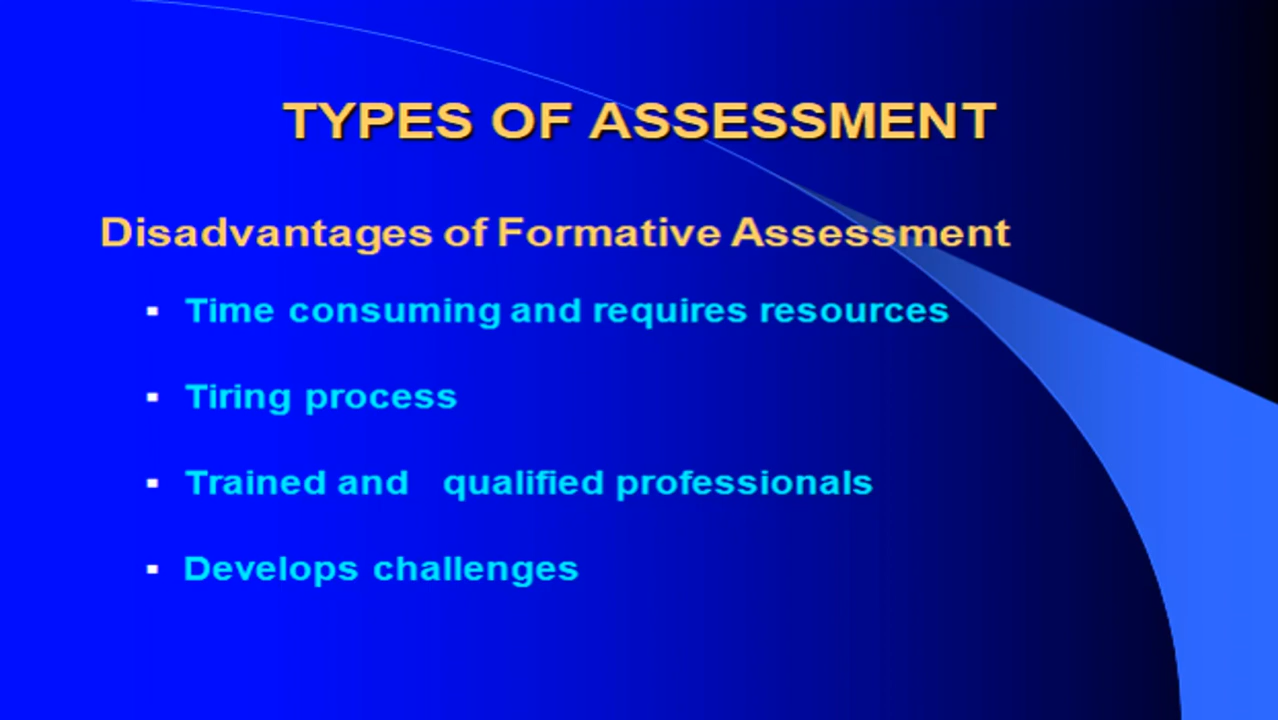 TYPES OF ASSESSMENT
Disadvantages of Formative Assessment
▪ Time consuming and requires resources
▪ Tiring process
▪ Trained and qualified professionals
▪ Develops challenges